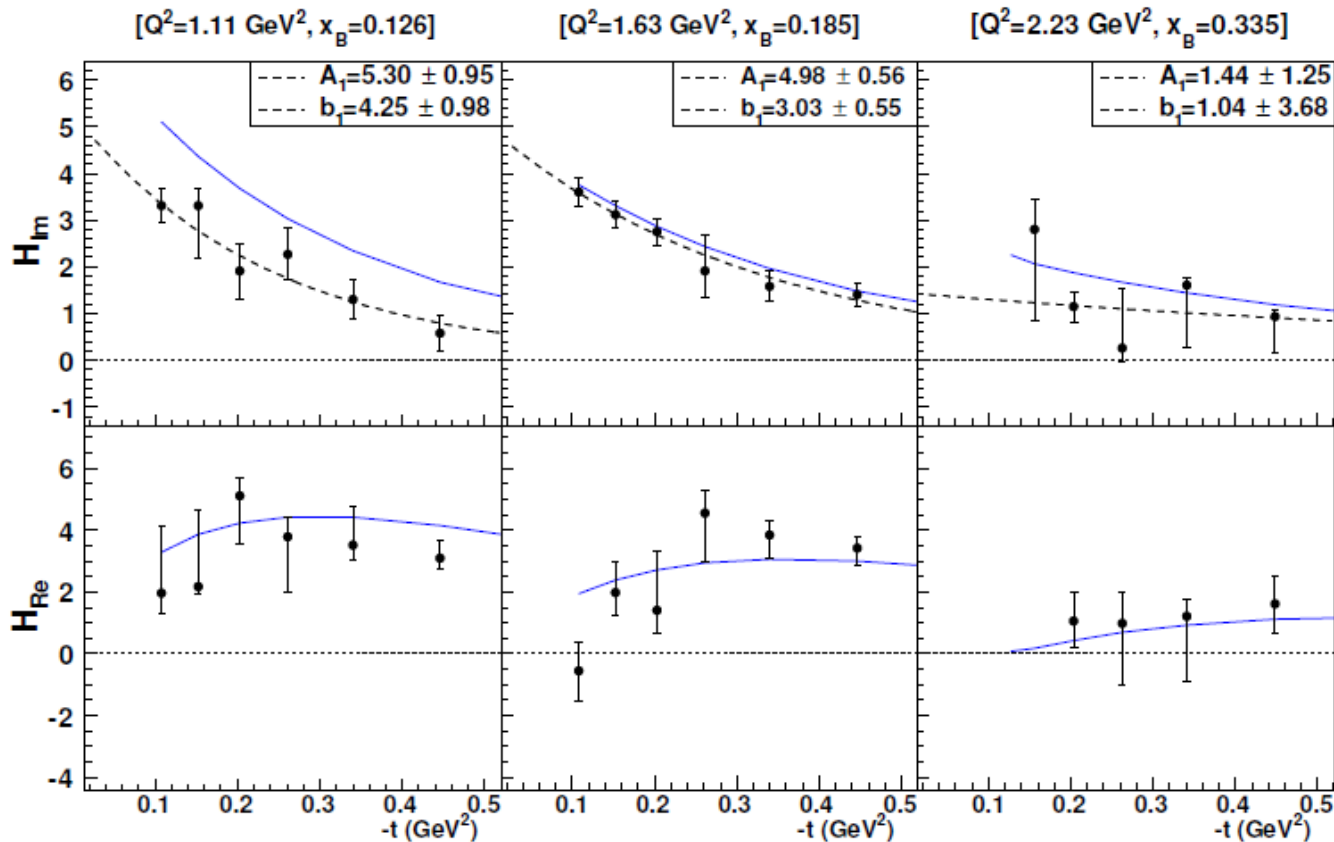 [Q²=1.11 GeV², x_B=0.126] [Q²=1.63 GeV², x_B=0.185] [Q²=2.23 GeV², x_B=0.335]
A₁=5.30 ± 0.95
b₁=4.25 ± 0.98
A₁=4.98 ± 0.56
b₁=3.03 ± 0.55
A₁=1.44 ± 1.25
b₁=1.04 ± 3.68
H_Im
6
5
4
3
2
1
0
-1
H_Re
6
4
2
0
-2
-4
0.1 0.2 0.3 0.4 0.5
0.1 0.2 0.3 0.4 0.5
0.1 0.2 0.3 0.4 0.5
-t (GeV²) -t (GeV²) -t (GeV²)